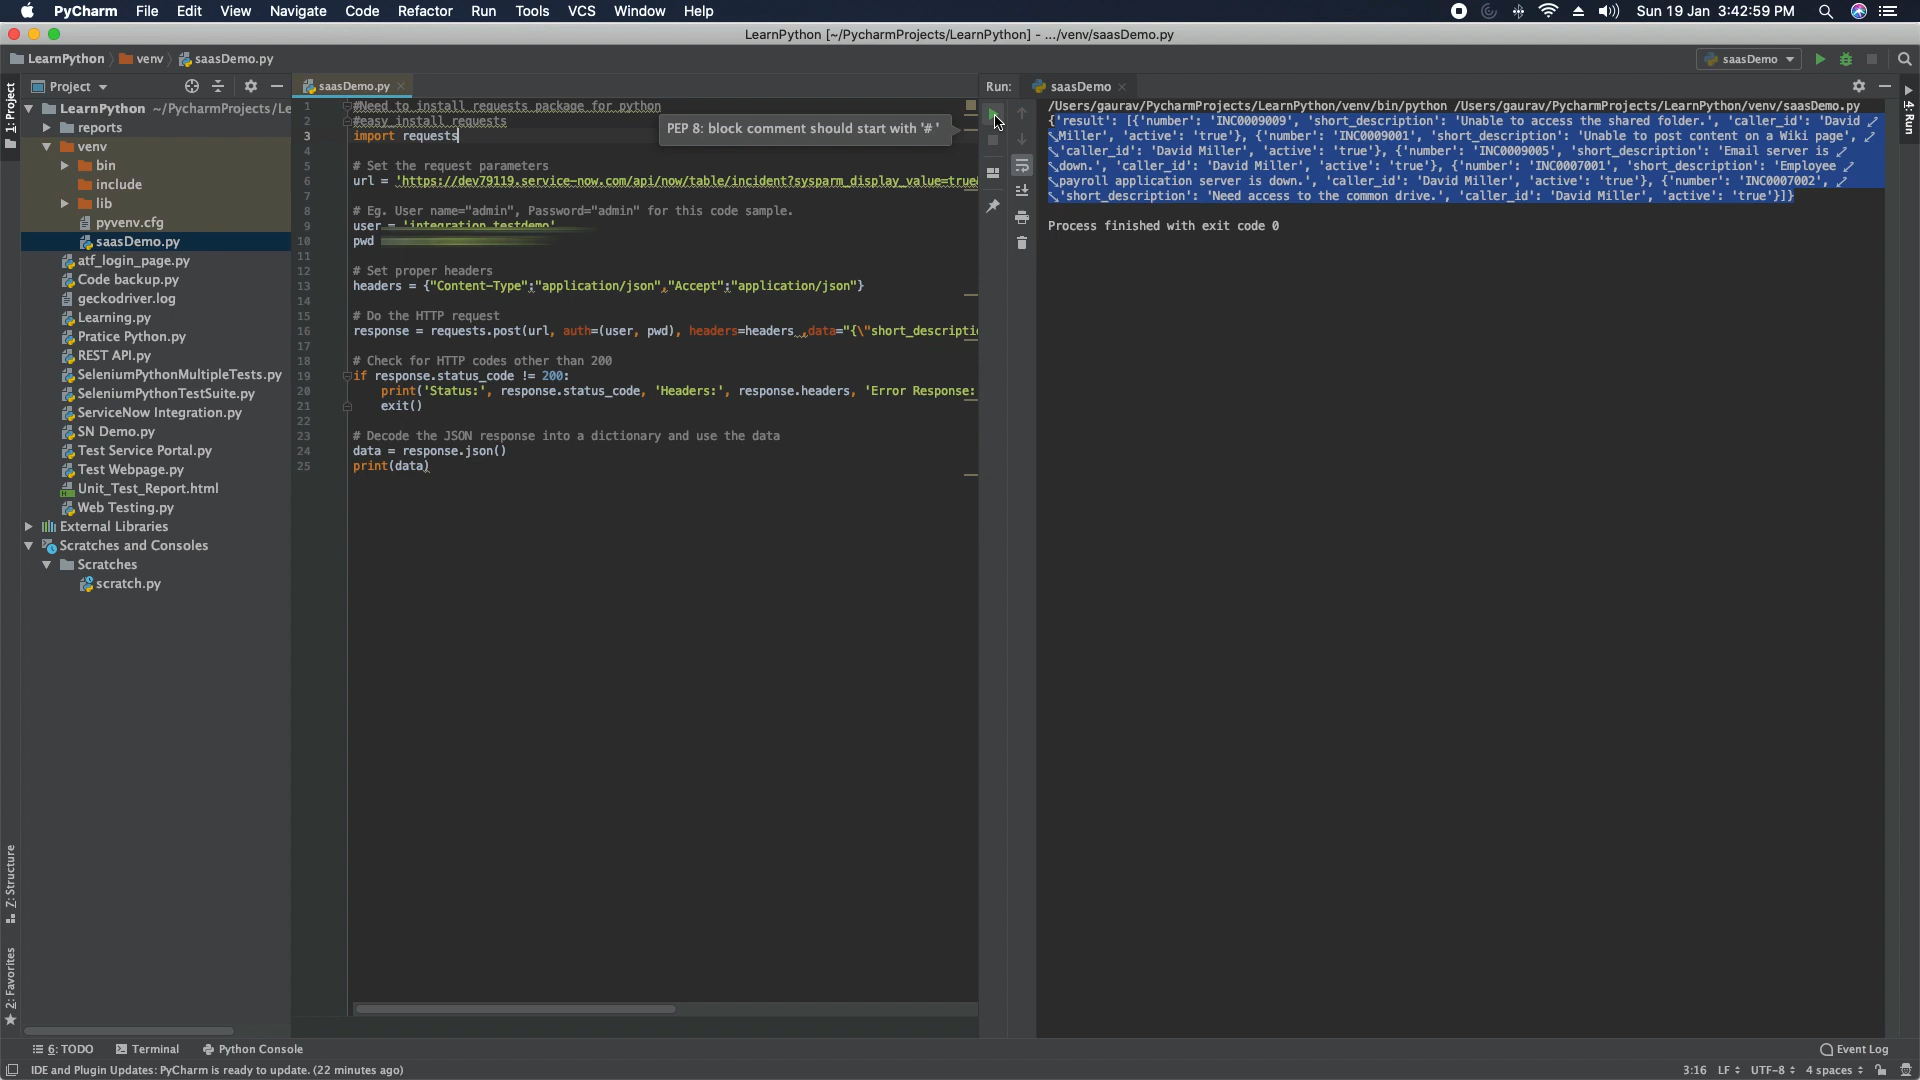 PyCharm File Edit View Navigate Code Refactor Run Tools VCS Window Help Sun 19 Jan 3:42:59 PM
LearnPython [~/PycharmProjects/LearnPython] - .../venv/saasDemo.py
LearnPython venv saasDemo.py saasDemo
Project
saasDemo.py
Run: saasDemo
1: Project
LearnPython ~/PycharmProjects/Le
reports
venv
bin
include
lib
pyvenv.cfg
saasDemo.py
atf_login_page.py
Code backup.py
geckodriver.log
Learning.py
Pratice Python.py
REST API.py
SeleniumPythonMultipleTests.py
SeleniumPythonTestSuite.py
ServiceNow Integration.py
SN Demo.py
Test Service Portal.py
Test Webpage.py
Unit_Test_Report.html
Web Testing.py
External Libraries
Scratches and Consoles
Scratches
scratch.py
Z: Structure
2: Favorites
1 #Need to install requests package for python
2 #easy_install requests
3 import requests
4
5 # Set the request parameters
6 url = 'https://dev79119.service-now.com/api/now/table/incident?sysparm_display_value=true
7
8 # Eg. User name="admin", Password="admin" for this code sample.
9 user = 'integration_testdemo'
10 pwd
11
12 # Set proper headers
13 headers = {"Content-Type":"application/json","Accept":"application/json"}
14
15 # Do the HTTP request
16 response = requests.post(url, auth=(user, pwd), headers=headers ,data="{\"short_descripti
17
18 # Check for HTTP codes other than 200
19 if response.status_code != 200:
20 print('Status:', response.status_code, 'Headers:', response.headers, 'Error Response:
21 exit()
22
23 # Decode the JSON response into a dictionary and use the data
24 data = response.json()
25 print(data)
PEP 8: block comment should start with '# '
/Users/gaurav/PycharmProjects/LearnPython/venv/bin/python /Users/gaurav/PycharmProjects/LearnPython/venv/saasDemo.py
{'result': [{'number': 'INC0009009', 'short_description': 'Unable to access the shared folder.', 'caller_id': 'David
Miller', 'active': 'true'}, {'number': 'INC0009001', 'short_description': 'Unable to post content on a Wiki page',
'caller_id': 'David Miller', 'active': 'true'}, {'number': 'INC0009005', 'short_description': 'Email server is
down.', 'caller_id': 'David Miller', 'active': 'true'}, {'number': 'INC0007001', 'short_description': 'Employee
payroll application server is down.', 'caller_id': 'David Miller', 'active': 'true'}, {'number': 'INC0007002',
'short_description': 'Need access to the common drive.', 'caller_id': 'David Miller', 'active': 'true'}]}
Process finished with exit code 0
4: Run
6: TODO Terminal Python Console Event Log
IDE and Plugin Updates: PyCharm is ready to update. (22 minutes ago) 3:16 LF UTF-8 4 spaces